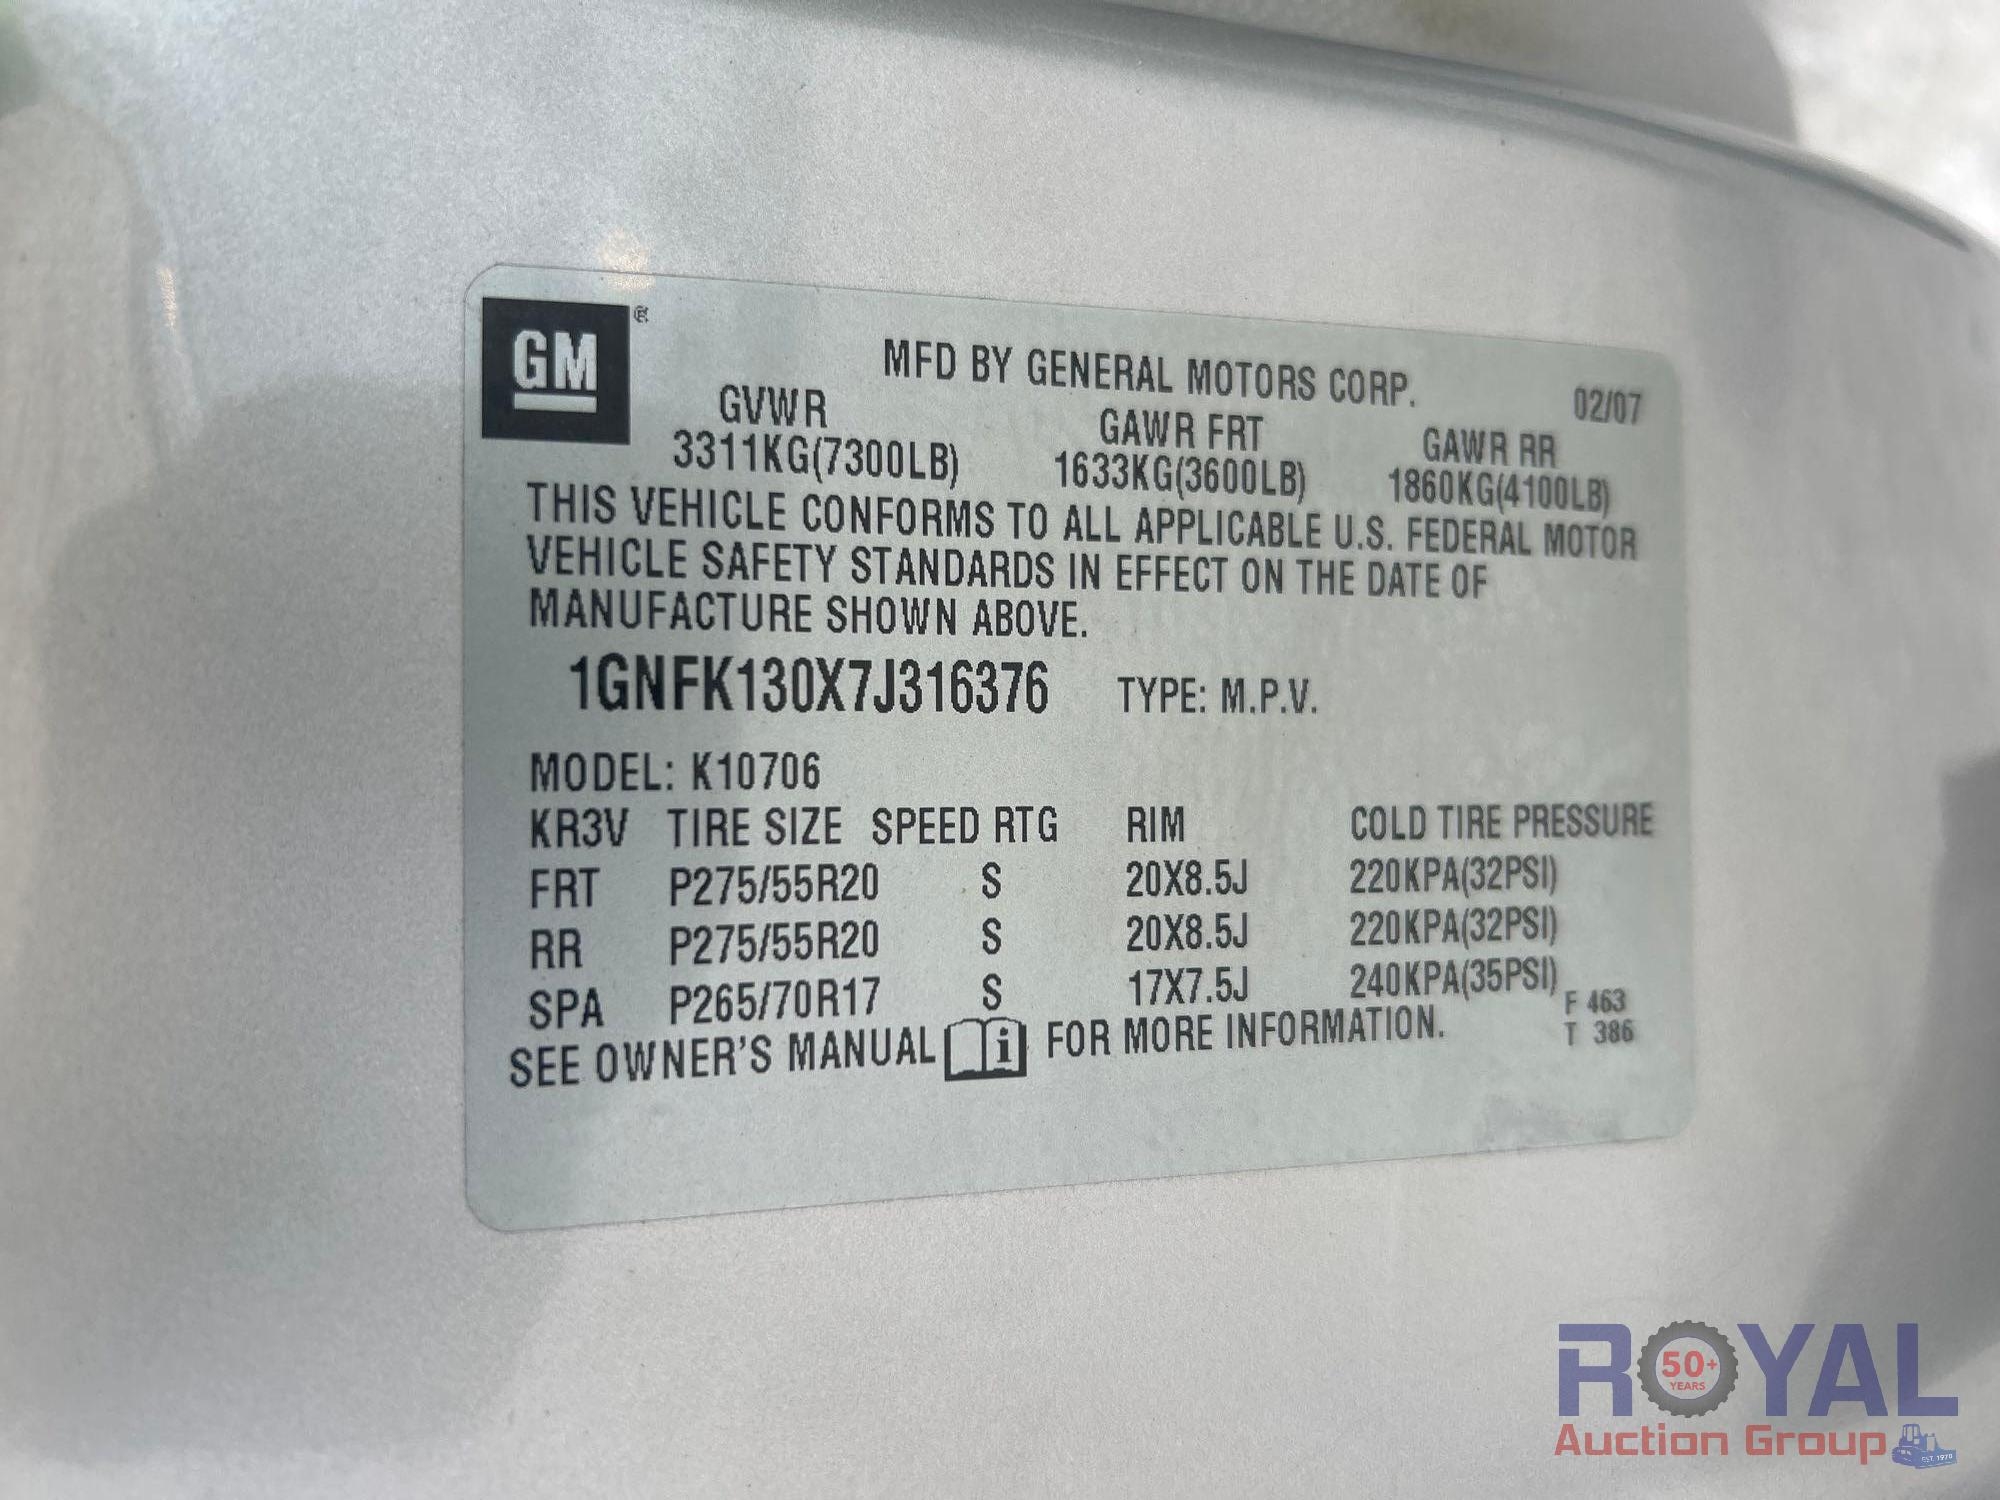 GM®
MFD BY GENERAL MOTORS CORP. 02/07
GVWR GAWR FRT GAWR RR
3311KG(7300LB) 1633KG(3600LB) 1860KG(4100LB)
THIS VEHICLE CONFORMS TO ALL APPLICABLE U.S. FEDERAL MOTOR
VEHICLE SAFETY STANDARDS IN EFFECT ON THE DATE OF
MANUFACTURE SHOWN ABOVE.
1GNFK130X7J316376 TYPE: M.P.V.
MODEL: K10706
KR3V TIRE SIZE SPEED RTG RIM COLD TIRE PRESSURE
FRT P275/55R20 S 20X8.5J 220KPA(32PSI)
RR P275/55R20 S 20X8.5J 220KPA(32PSI)
SPA P265/70R17 S 17X7.5J 240KPA(35PSI)
F 463
T 386
SEE OWNER'S MANUAL i FOR MORE INFORMATION.
ROYAL
50+
YEARS
Auction Group
EST. 1970